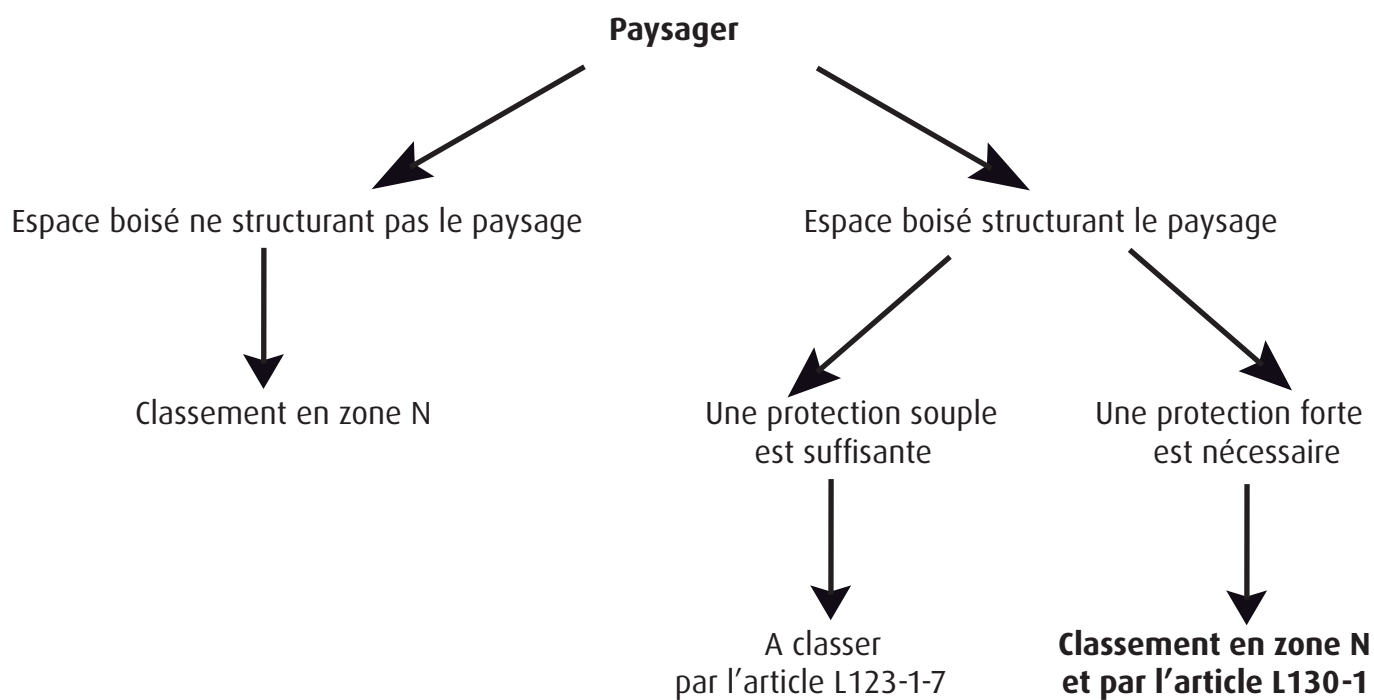 Paysager
Espace boisé ne structurant pas le paysage
Espace boisé structurant le paysage
Classement en zone N
Une protection souple
est suffisante
Une protection forte
est nécessaire
A classer
par l'article L123-1-7
Classement en zone N
et par l'article L130-1